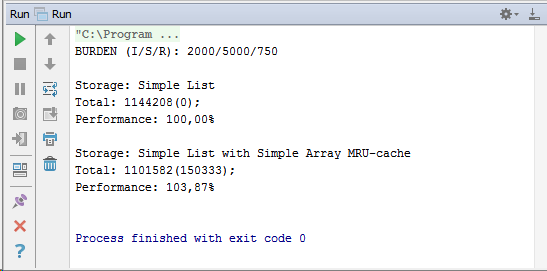 Run Run
"C:\Program ...
BURDEN (I/S/R): 2000/5000/750
Storage: Simple List
Total: 1144208(0);
Performance: 100,00%
Storage: Simple List with Simple Array MRU-cache
Total: 1101582(150333);
Performance: 103,87%
Process finished with exit code 0